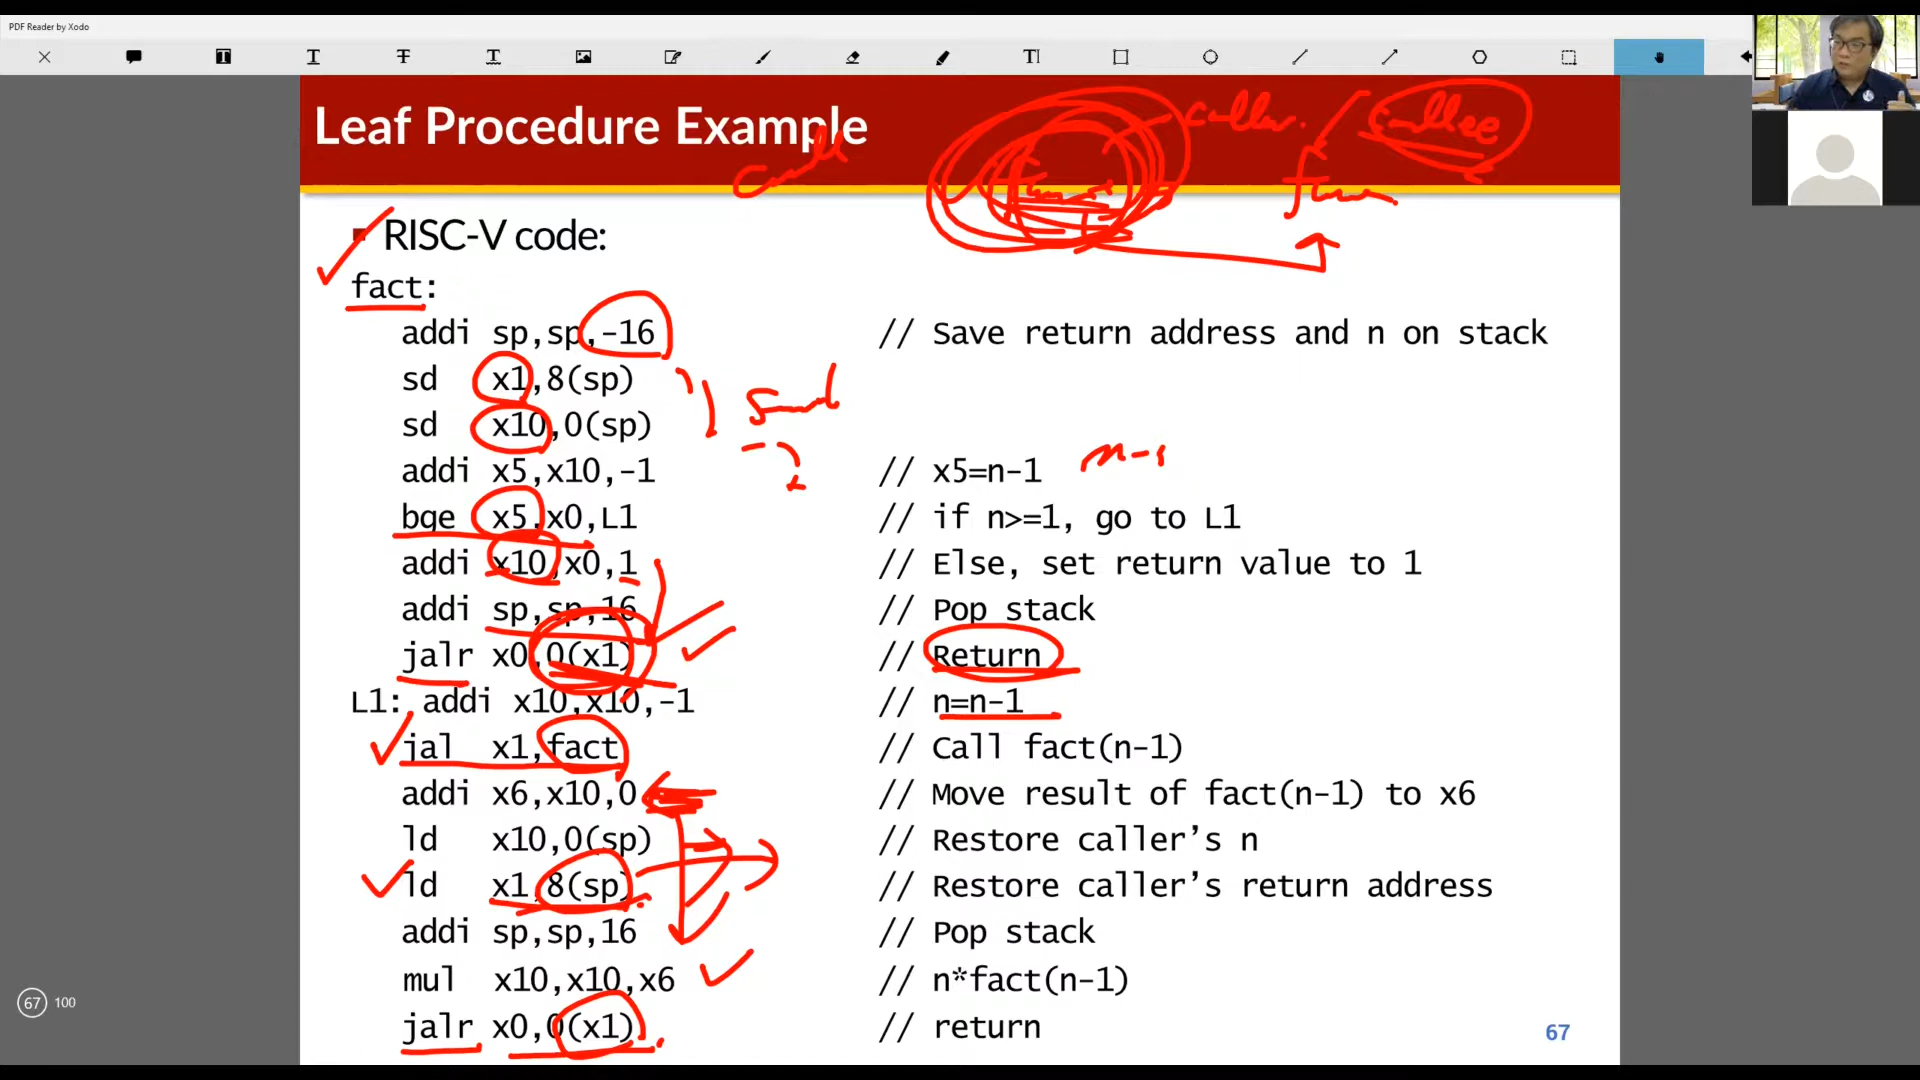 PDF Reader by Xodo
Leaf Procedure Example
call
caller.
callee
func
RISC-V code:
fact:
addi sp,sp,-16 // Save return address and n on stack
sd x1,8(sp)
sd x10,0(sp)
addi x5,x10,-1 // x5=n-1 n-1
bge x5,x0,L1 // if n>=1, go to L1
addi x10,x0,1 // Else, set return value to 1
addi sp,sp,16 // Pop stack
jalr x0,0(x1) // Return
L1: addi x10,x10,-1 // n=n-1
jal x1,fact // Call fact(n-1)
addi x6,x10,0 // Move result of fact(n-1) to x6
ld x10,0(sp) // Restore caller’s n
ld x1,8(sp) // Restore caller’s return address
addi sp,sp,16 // Pop stack
mul x10,x10,x6 // n*fact(n-1)
jalr x0,0(x1) // return
67
67 100